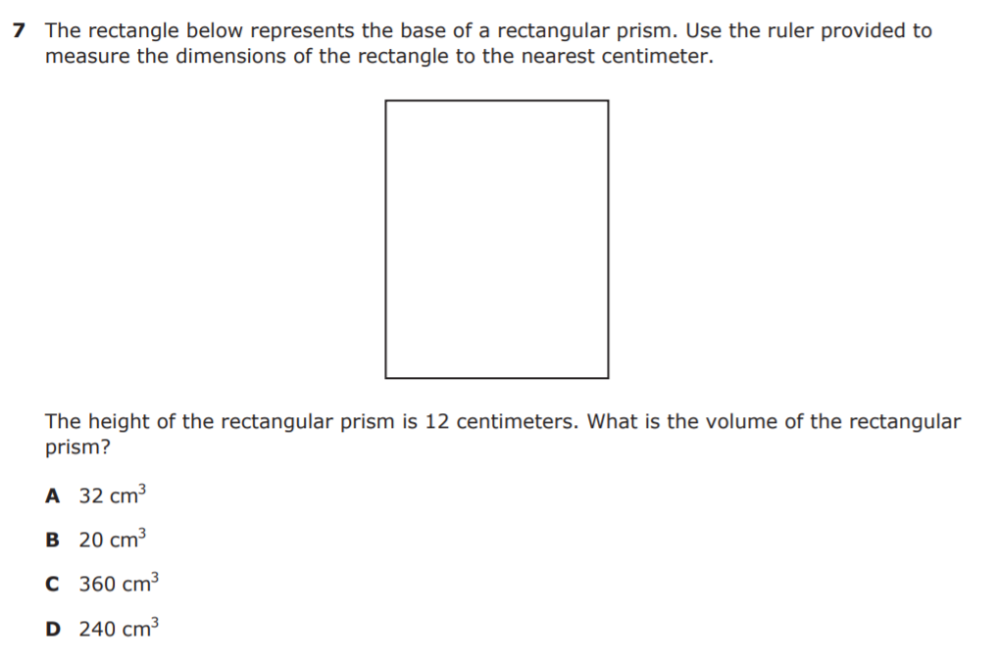 7 The rectangle below represents the base of a rectangular prism. Use the ruler provided to
measure the dimensions of the rectangle to the nearest centimeter.
The height of the rectangular prism is 12 centimeters. What is the volume of the rectangular
prism?
A 32 cm³
B 20 cm³
C 360 cm³
D 240 cm³